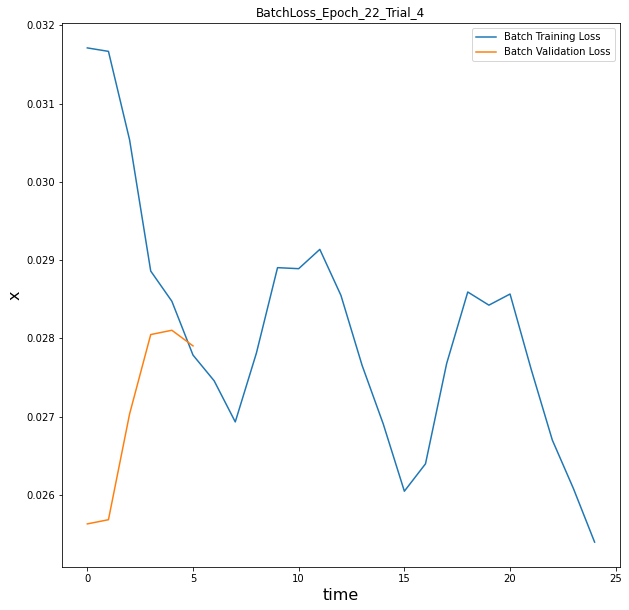 BatchLoss_Epoch_22_Trial_4
Batch Training Loss
Batch Validation Loss
0.032
0.031
0.030
0.029
0.028
0.027
0.026
x
0
5
10
15
20
25
time